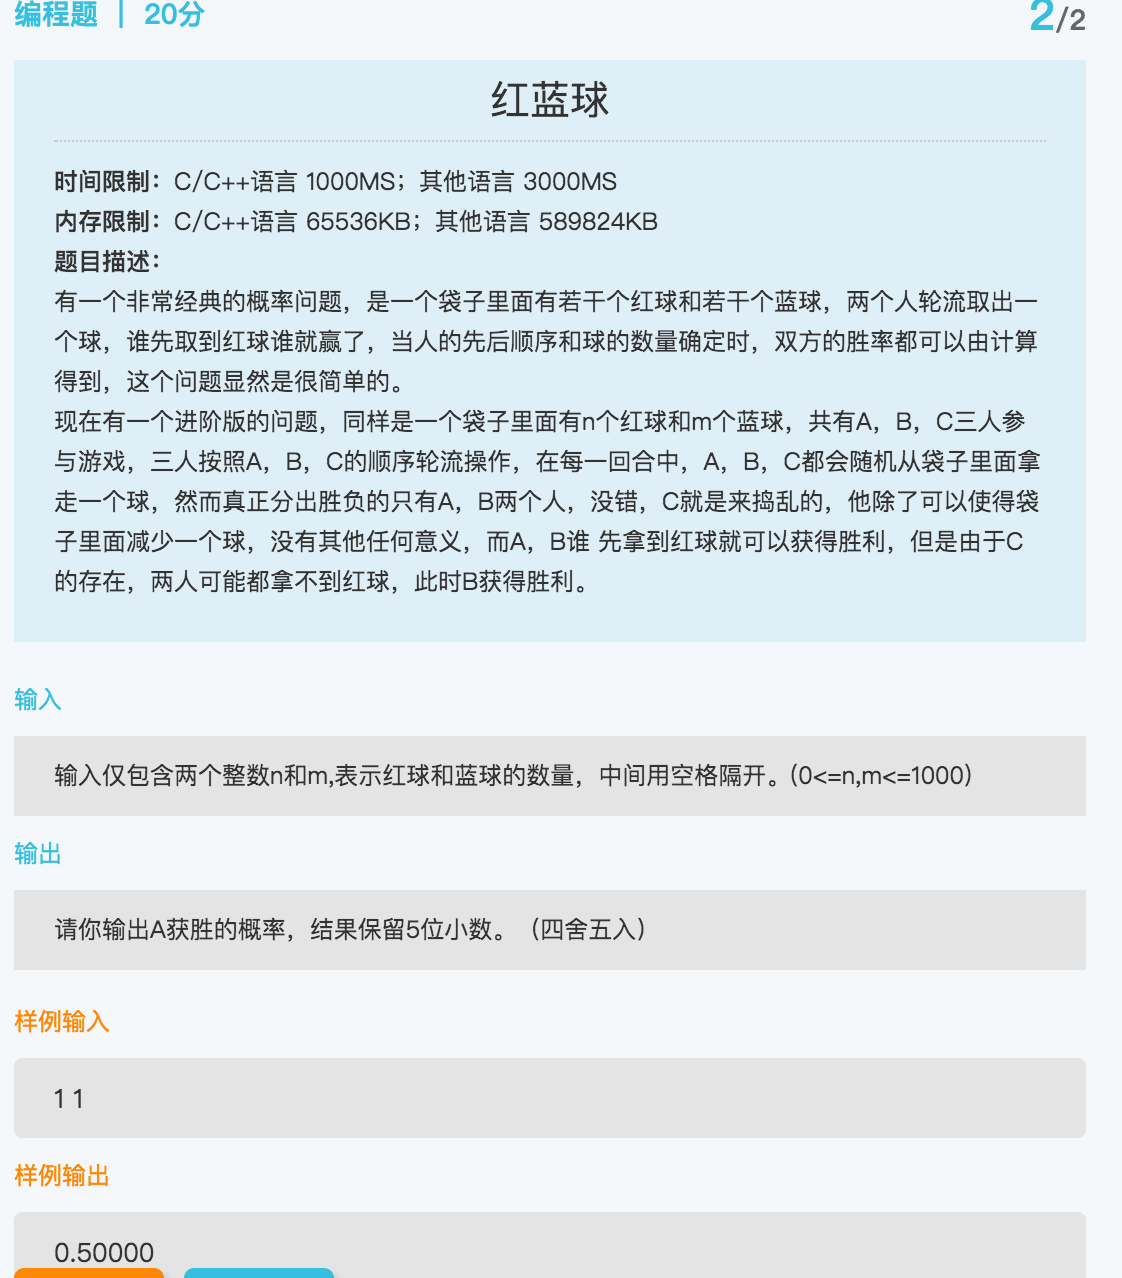 编程题 | 20分
2/2
红蓝球
时间限制：C/C++语言 1000MS；其他语言 3000MS
内存限制：C/C++语言 65536KB；其他语言 589824KB
题目描述：
有一个非常经典的概率问题，是一个袋子里面有若干个红球和若干个蓝球，两个人轮流取出一
个球，谁先取到红球谁就赢了，当人的先后顺序和球的数量确定时，双方的胜率都可以由计算
得到，这个问题显然是很简单的。
现在有一个进阶版的问题，同样是一个袋子里面有n个红球和m个蓝球，共有A，B，C三人参
与游戏，三人按照A，B，C的顺序轮流操作，在每一回合中，A，B，C都会随机从袋子里面拿
走一个球，然而真正分出胜负的只有A，B两个人，没错，C就是来捣乱的，他除了可以使得袋
子里面减少一个球，没有其他任何意义，而A，B谁 先拿到红球就可以获得胜利，但是由于C
的存在，两人可能都拿不到红球，此时B获得胜利。
输入
输入仅包含两个整数n和m,表示红球和蓝球的数量，中间用空格隔开。(0<=n,m<=1000)
输出
请你输出A获胜的概率，结果保留5位小数。（四舍五入）
样例输入
1 1
样例输出
0.50000